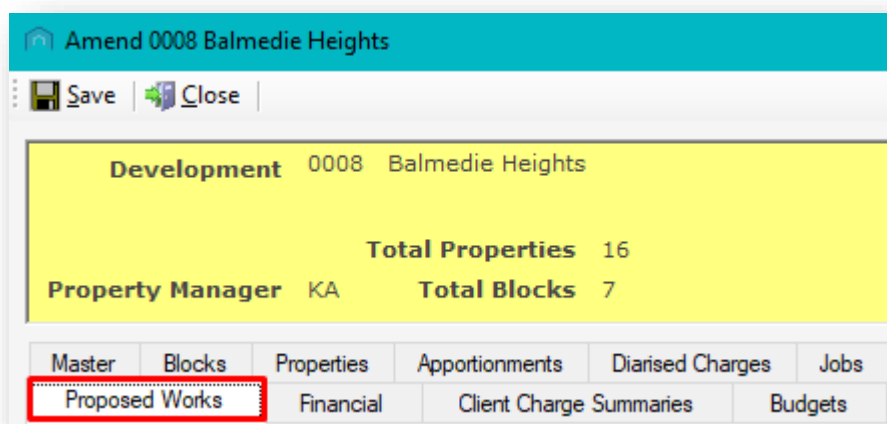 Amend 0008 Balmedie Heights
Save Close
Development 0008 Balmedie Heights
Total Properties 16
Property Manager KA Total Blocks 7
Master Blocks Properties Apportionments Diarised Charges Jobs
Proposed Works Financial Client Charge Summaries Budgets